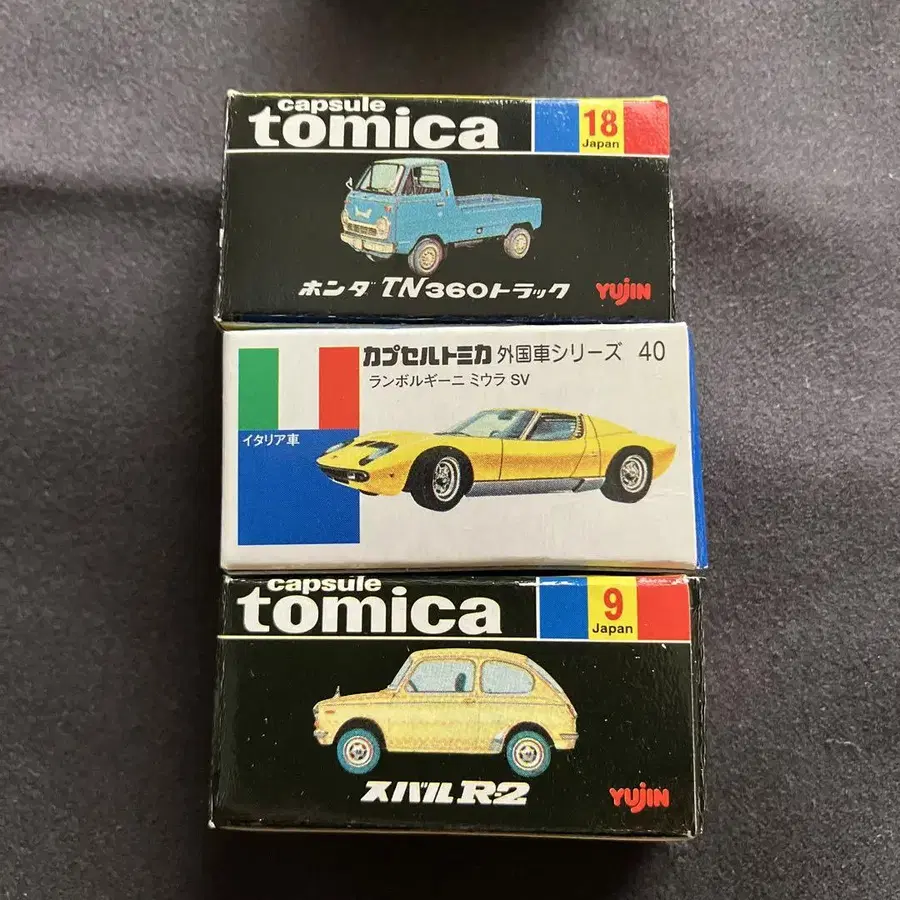 capsule
tomica
18
Japan
ホンダ TN360トラック
YUJIN
カプセルトミカ 外国車シリーズ 40
ランボルギーニ ミウラ SV
イタリア車
capsule
tomica
9
Japan
スバル R-2
YUJIN